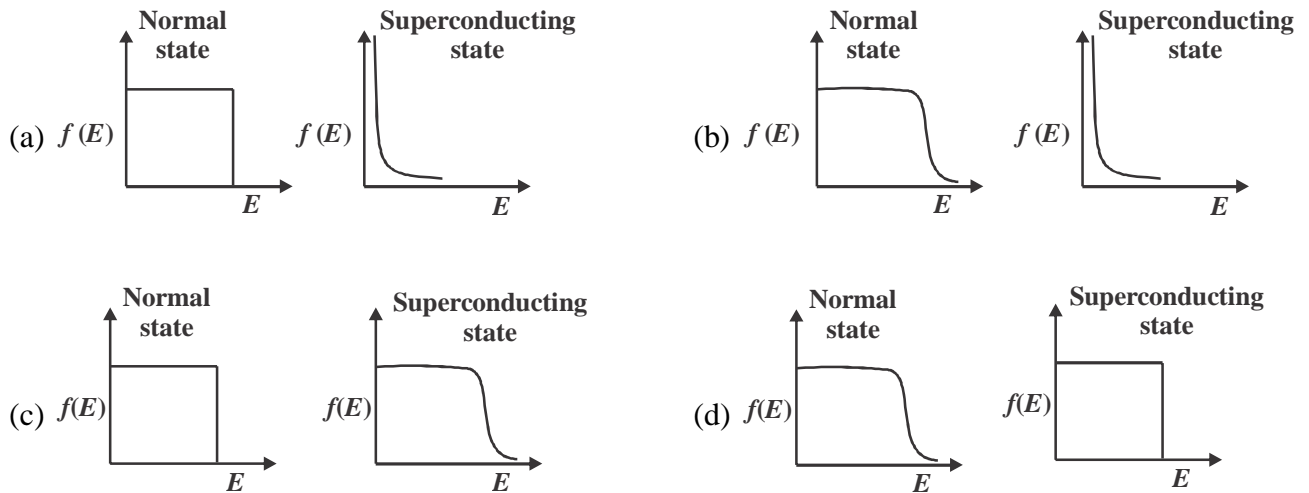 (a)
Normal
state
f (E)
E
Superconducting
state
f (E)
E
(b)
Normal
state
f (E)
E
Superconducting
state
f (E)
E
(c)
Normal
state
f(E)
E
Superconducting
state
f(E)
E
(d)
Normal
state
f(E)
E
Superconducting
state
f(E)
E